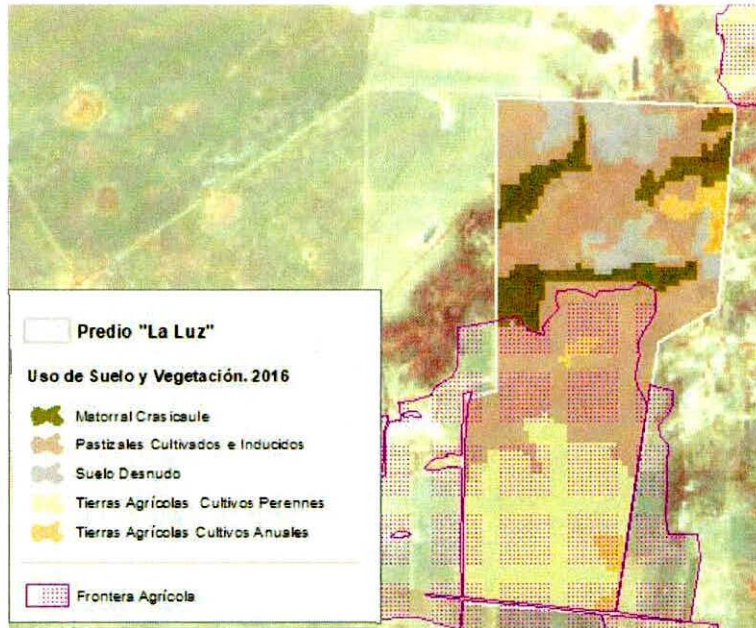 Predio "La Luz"
Uso de Suelo y Vegetación. 2016
Matorral Crasicaule
Pastizales Cultivados e Inducidos
Suelo Desnudo
Tierras Agrícolas Cultivos Perennes
Tierras Agrícolas Cultivos Anuales
Frontera Agrícola